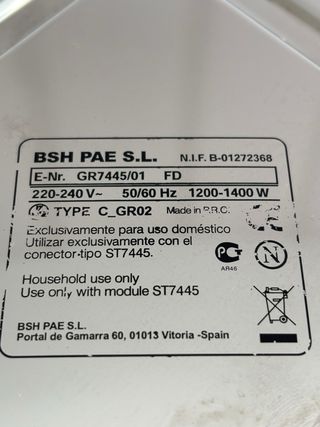 BSH PAE S.L. N.I.F. B-01272368
E-Nr. GR7445/01 FD
220-240 V~ 50/60 Hz 1200-1400 W
TYPE C_GR02 Made in P.R.C. CE
Exclusivamente para uso doméstico
Utilizar exclusivamente con el
conector-tipo ST7445.
PCT
AR46
N
Household use only
Use only with module ST7445
BSH PAE S.L.
Portal de Gamarra 60, 01013 Vitoria -Spain